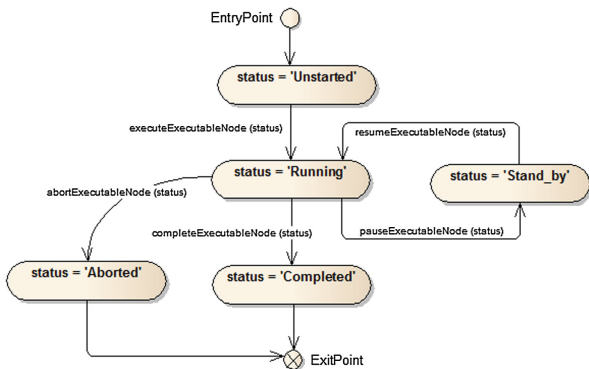 EntryPoint
status = 'Unstarted'
executeExecutableNode (status)
resumeExecutableNode (status)
status = 'Running'
status = 'Stand_by'
abortExecutableNode (status)
completeExecutableNode (status)
pauseExecutableNode (status)
status = 'Aborted'
status = 'Completed'
ExitPoint